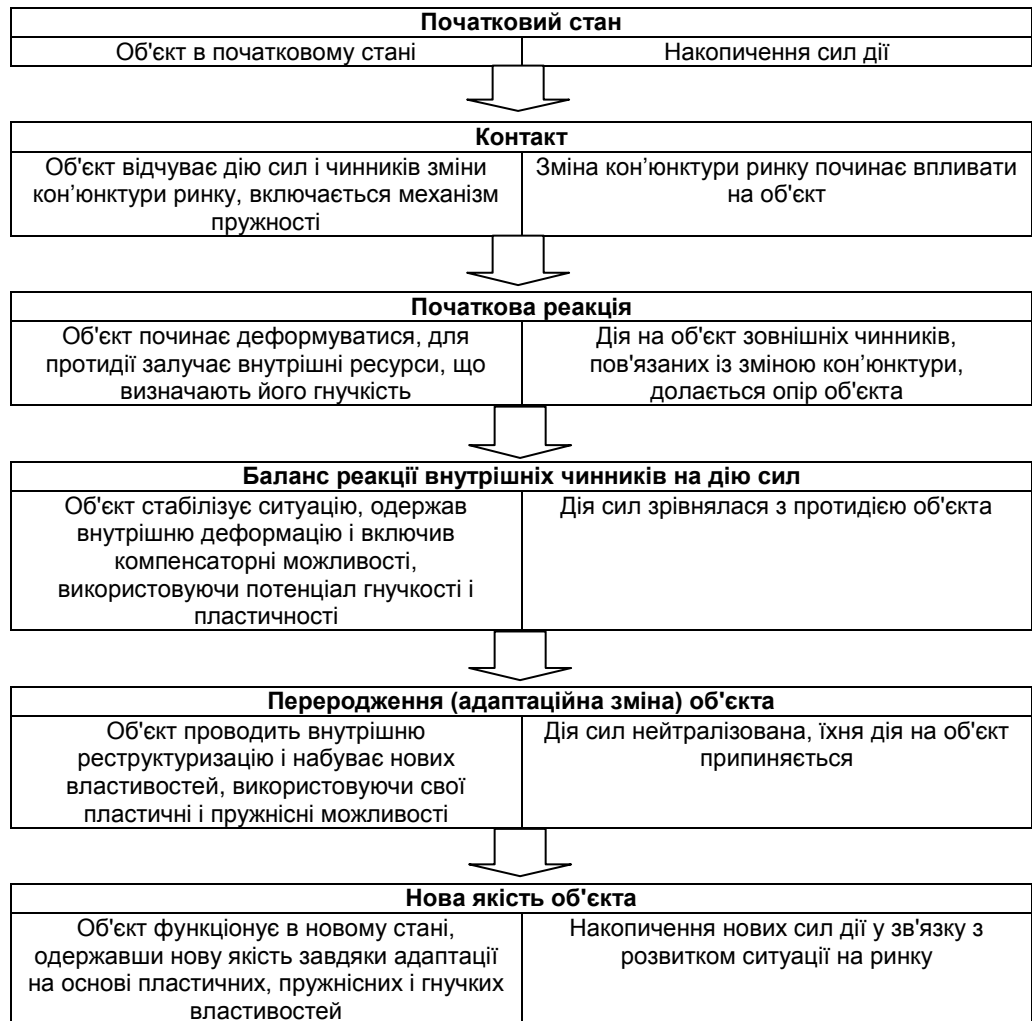 Початковий стан
Об'єкт в початковому стані
Накопичення сил дії
Контакт
Об'єкт відчуває дію сил і чинників зміни
кон’юнктури ринку, включається механізм
пружності
Зміна кон’юнктури ринку починає впливати
на об'єкт
Початкова реакція
Об'єкт починає деформуватися, для
протидії залучає внутрішні ресурси, що
визначають його гнучкість
Дія на об'єкт зовнішніх чинників,
пов'язаних із зміною кон’юнктури,
долається опір об'єкта
Баланс реакції внутрішніх чинників на дію сил
Об'єкт стабілізує ситуацію, одержав
внутрішню деформацію і включив
компенсаторні можливості,
використовуючи потенціал гнучкості і
пластичності
Дія сил зрівнялася з протидією об'єкта
Переродження (адаптаційна зміна) об'єкта
Об'єкт проводить внутрішню
реструктуризацію і набуває нових
властивостей, використовуючи свої
пластичні і пружнісні можливості
Дія сил нейтралізована, їхня дія на об'єкт
припиняється
Нова якість об'єкта
Об'єкт функціонує в новому стані,
одержавши нову якість завдяки адаптації
на основі пластичних, пружнісних і гнучких
властивостей
Накопичення нових сил дії у зв'язку з
розвитком ситуації на ринку